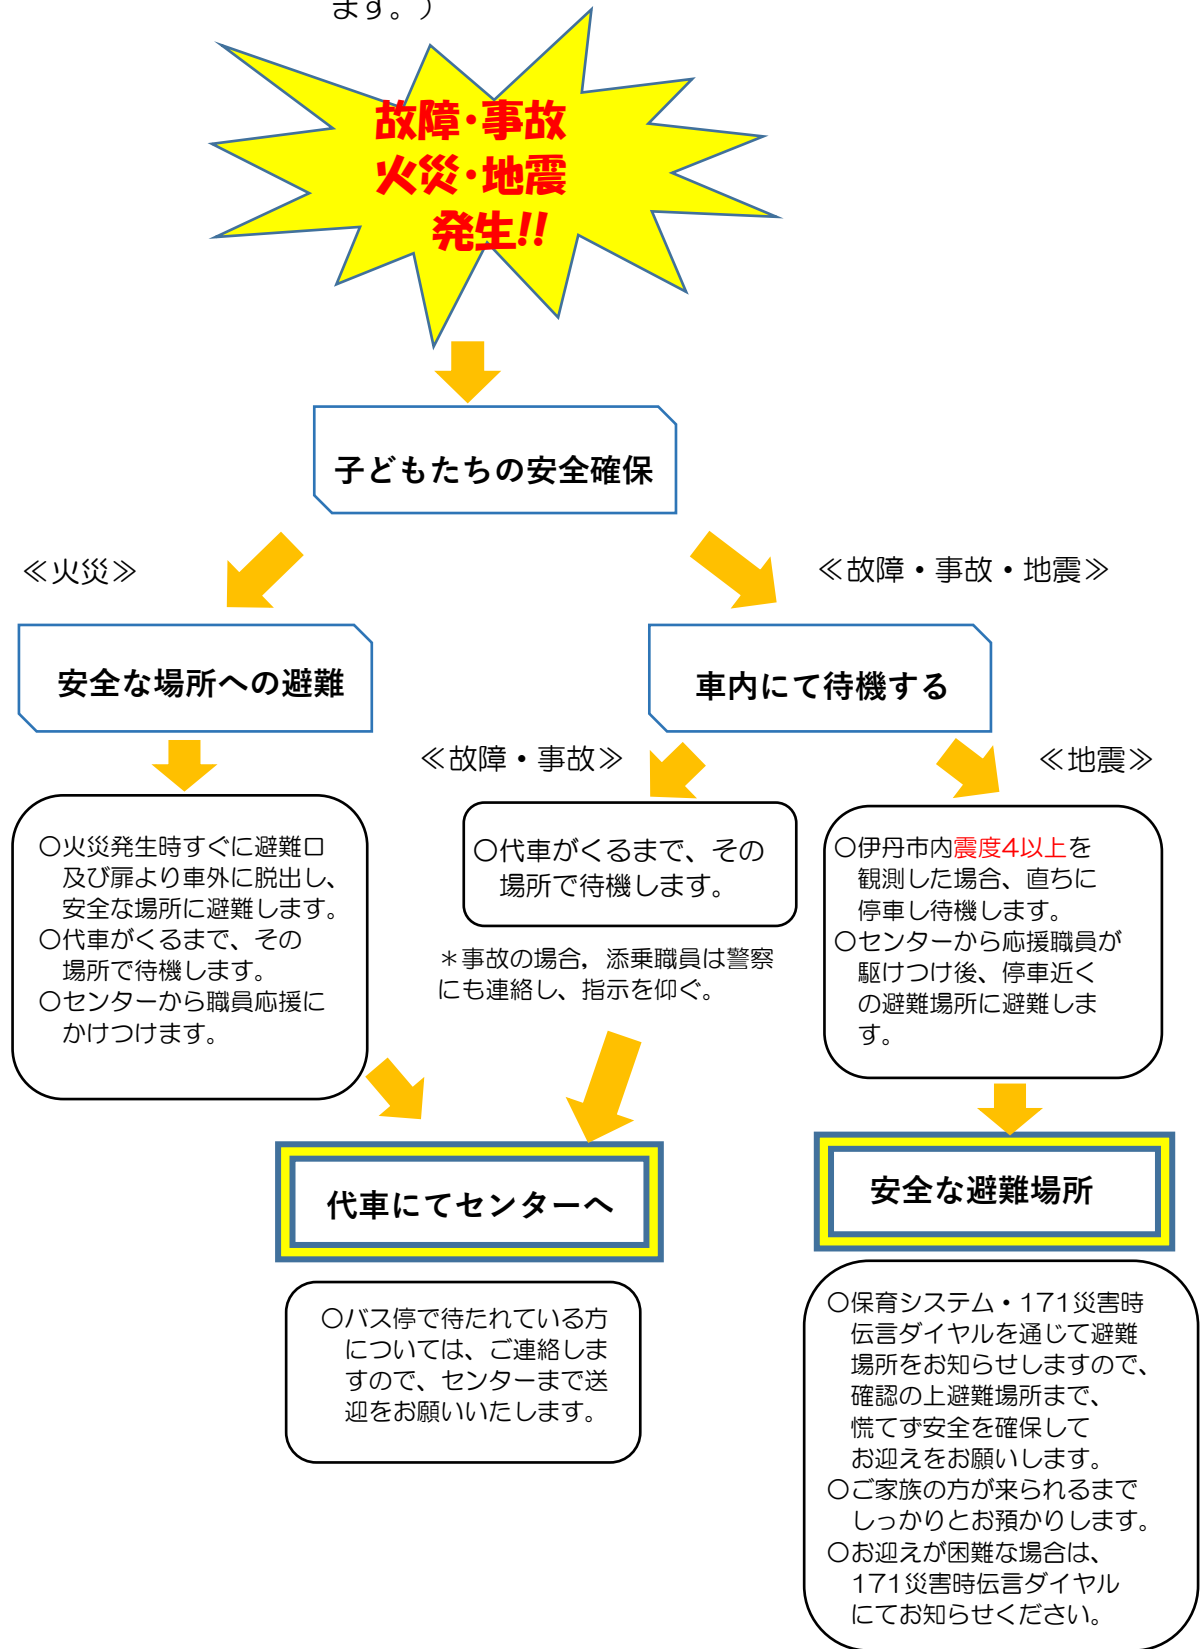 ます。）
故障・事故
火災・地震
発生!!
子どもたちの安全確保
≪火災≫
≪故障・事故・地震≫
安全な場所への避難
車内にて待機する
≪故障・事故≫
≪地震≫
〇火災発生時すぐに避難口
及び扉より車外に脱出し、
安全な場所に避難します。
〇代車がくるまで、その
場所で待機します。
〇センターから職員応援に
かけつけます。
〇代車がくるまで、その
場所で待機します。
＊事故の場合，添乗職員は警察
にも連絡し、指示を仰ぐ。
〇伊丹市内震度4以上を
観測した場合、直ちに
停車し待機します。
〇センターから応援職員が
駆けつけ後、停車近く
の避難場所に避難しま
す。
代車にてセンターへ
安全な避難場所
〇バス停で待たれている方
については、ご連絡しま
すので、センターまで送
迎をお願いいたします。
〇保育システム・171災害時
伝言ダイヤルを通じて避難
場所をお知らせしますので、
確認の上避難場所まで、
慌てず安全を確保して
お迎えをお願いします。
〇ご家族の方が来られるまで
しっかりとお預かりします。
〇お迎えが困難な場合は、
171災害時伝言ダイヤル
にてお知らせください。